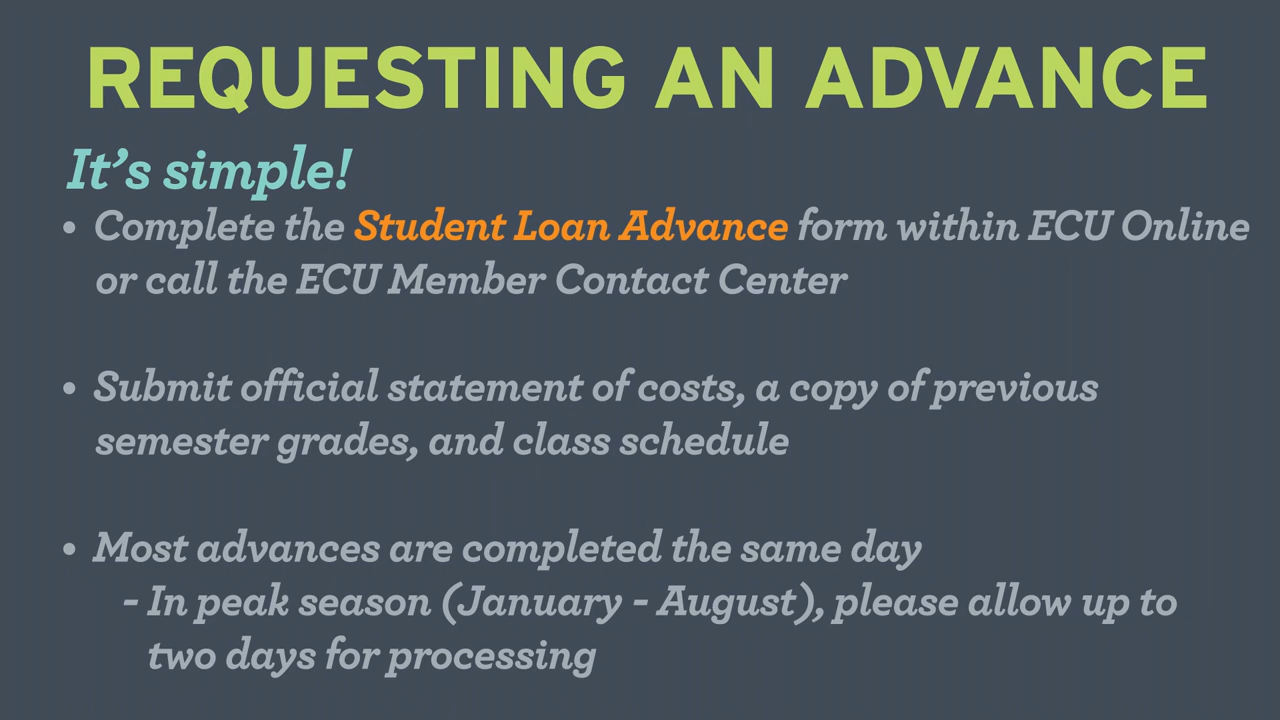 REQUESTING AN ADVANCE
It's simple!
• Complete the Student Loan Advance form within ECU Online
or call the ECU Member Contact Center
• Submit official statement of costs, a copy of previous
semester grades, and class schedule
• Most advances are completed the same day
- In peak season (January - August), please allow up to
two days for processing